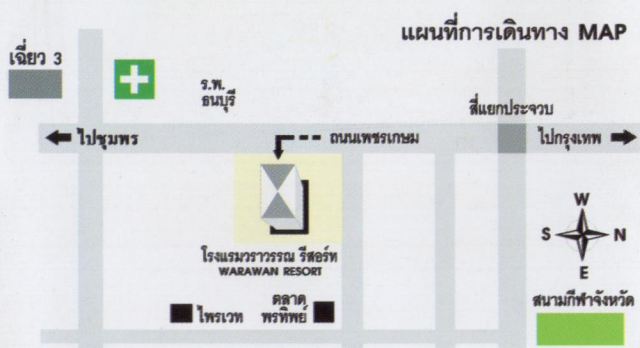 แผนที่การเดินทาง MAP
เฉี่ยว 3
ร.พ.
ธนบุรี
สี่แยกประจวบ
ไปชุมพร
ถนนเพชรเกษม
ไปกรุงเทพ
W
S
N
E
โรงแรมวราวรรณ รีสอร์ท
WARAWAN RESORT
สนามกีฬาจังหวัด
ไพรเวท
ตลาด
พรทิพย์